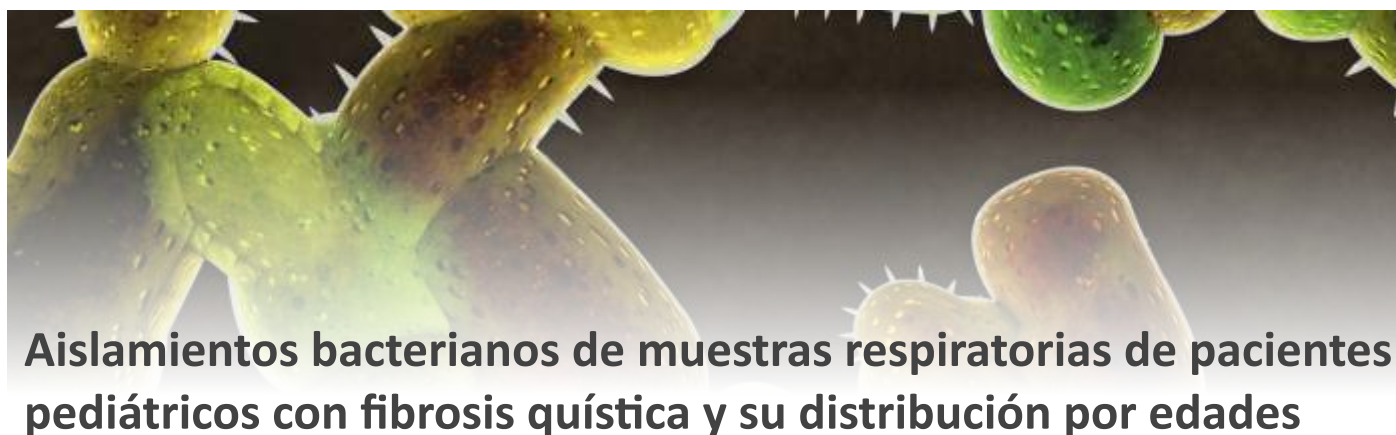 Aislamientos bacterianos de muestras respiratorias de pacientes
pediátricos con fibrosis quística y su distribución por edades